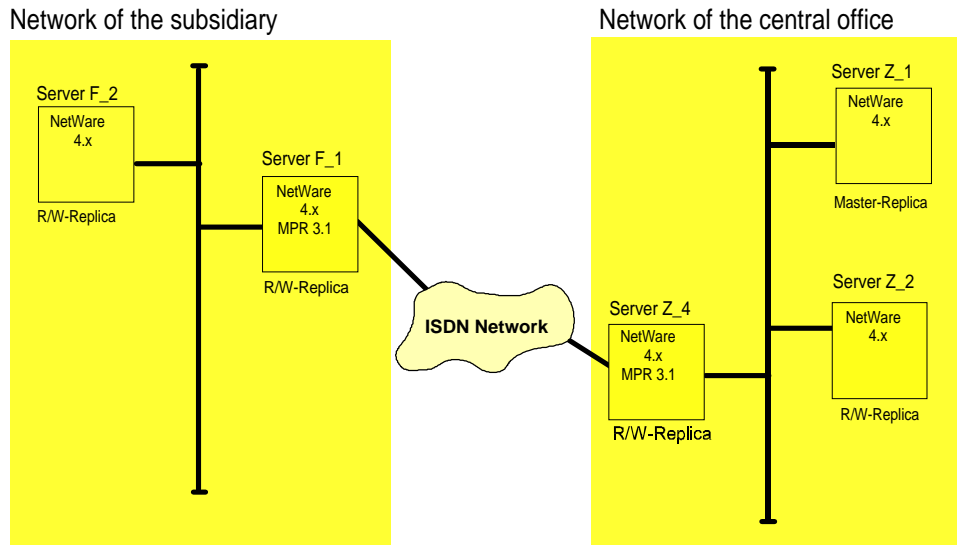 Network of the subsidiary
Server F_2
NetWare
4.x
R/W-Replica
Server F_1
NetWare
4.x
MPR 3.1
R/W-Replica
ISDN Network
Network of the central office
Server Z_1
NetWare
4.x
Master-Replica
Server Z_2
NetWare
4.x
R/W-Replica
Server Z_4
NetWare
4.x
MPR 3.1
R/W-Replica